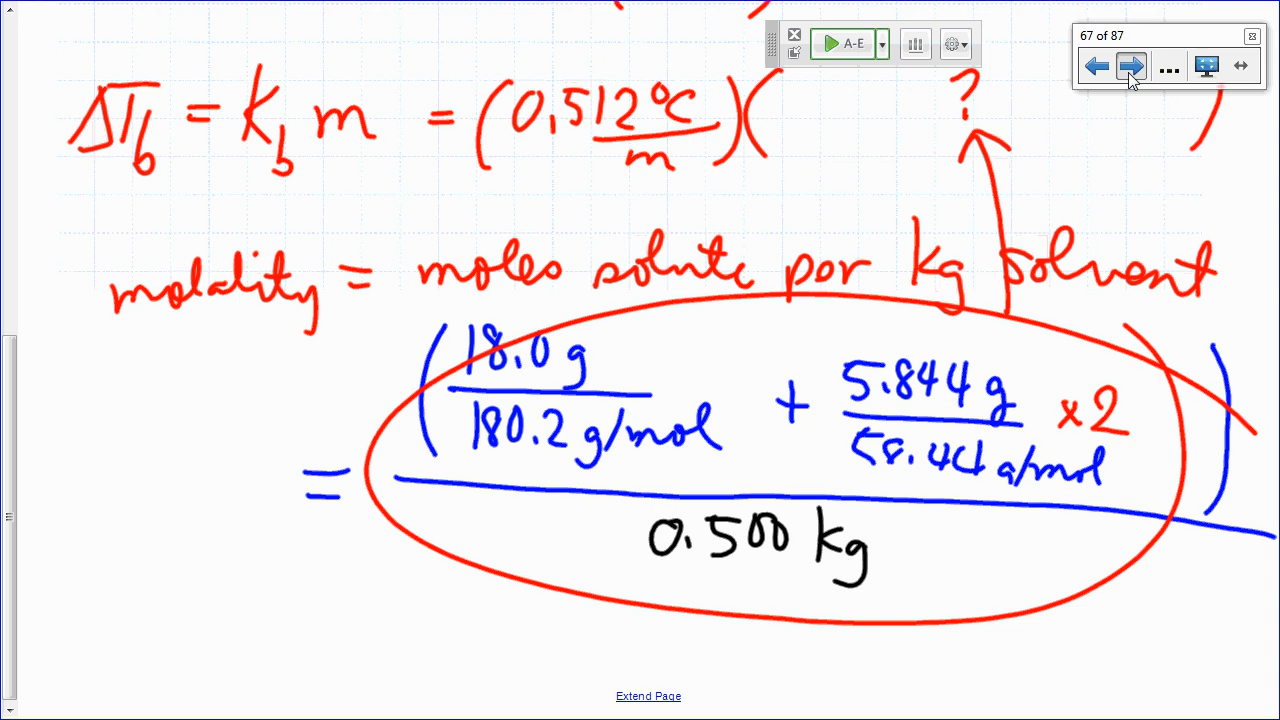 A-E
67 of 87
ΔTb = Kb m = (0.512°C/m)( ? )
molality = moles solute per kg solvent
= (18.0 g / 180.2 g/mol + 5.844 g / 58.44 g/mol ×2)
0.500 kg
Extend Page